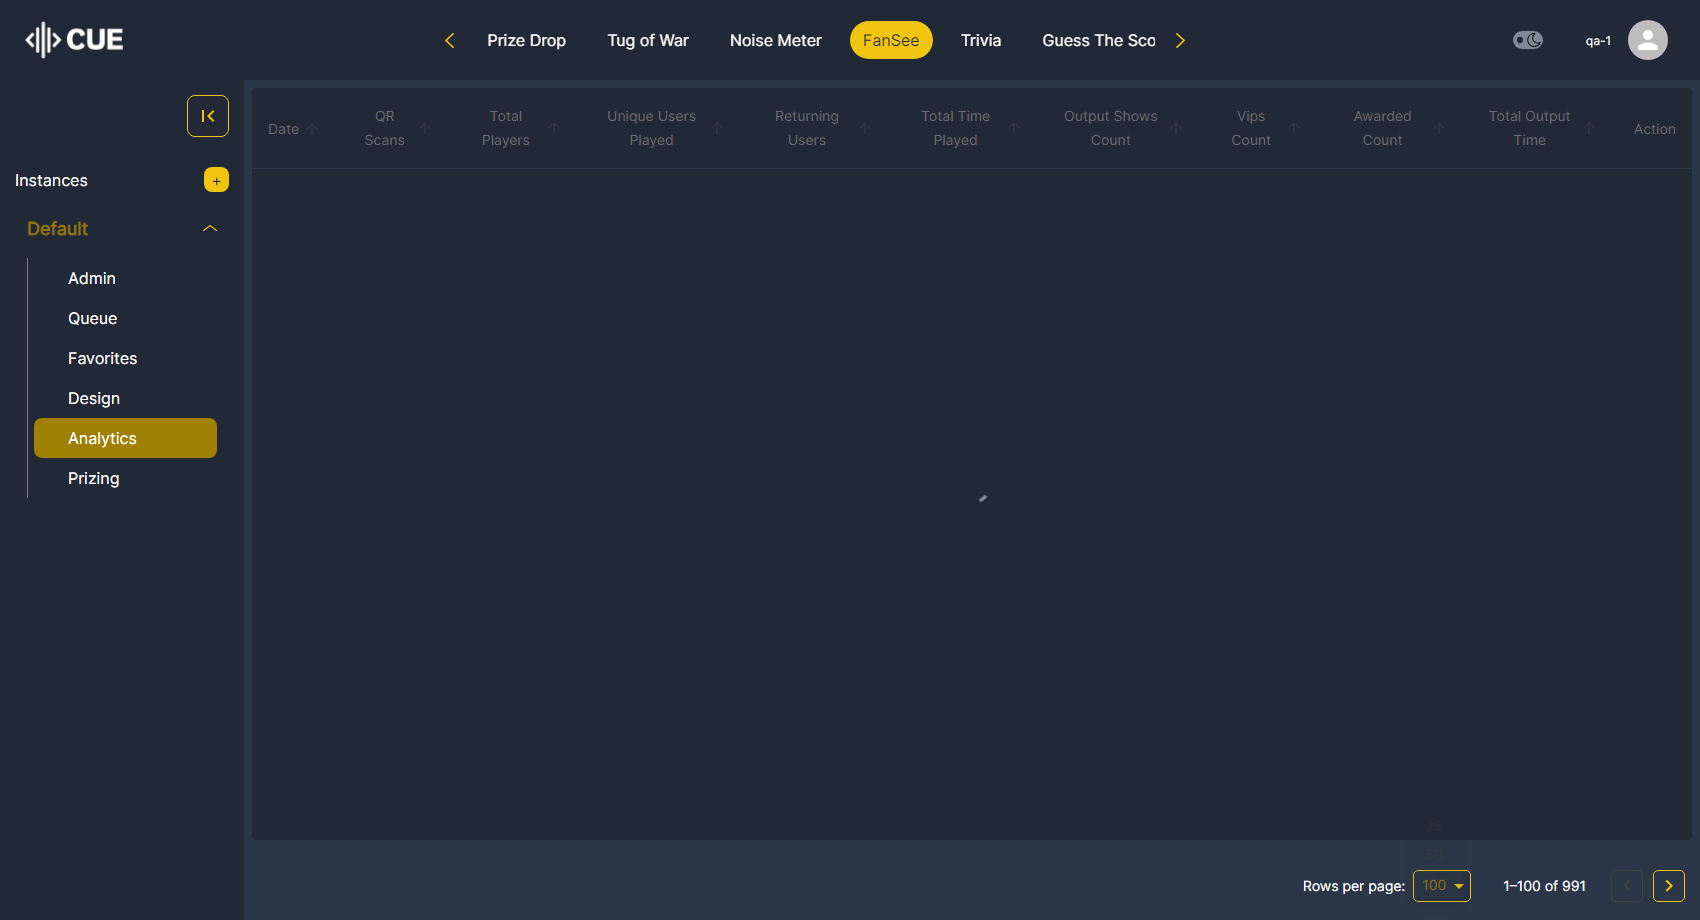 CUE
Prize Drop
Tug of War
Noise Meter
FanSee
Trivia
Guess The Sco
qa-1
Instances
+
Default
Admin
Queue
Favorites
Design
Analytics
Prizing
Date
QR
Scans
Total
Players
Unique Users
Played
Returning
Users
Total Time
Played
Output Shows
Count
Vips
Count
Awarded
Count
Total Output
Time
Action
Rows per page:
100
1–100 of 991